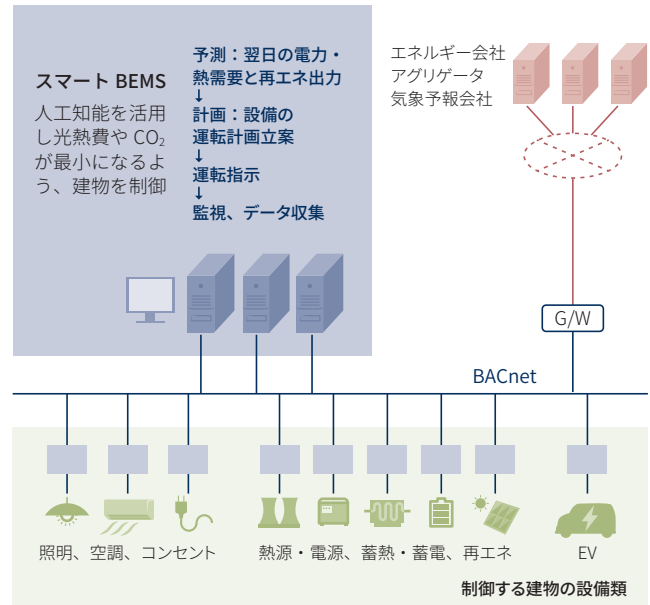 スマート BEMS
人工知能を活用
し光熱費や CO₂
が最小になるよ
う、建物を制御
予測：翌日の電力・
熱需要と再エネ出力
↓
計画：設備の
運転計画立案
↓
運転指示
↓
監視、データ収集
エネルギー会社
アグリゲータ
気象予報会社
G/W
BACnet
照明、空調、コンセント
熱源・電源、蓄熱・蓄電、再エネ
EV
制御する建物の設備類